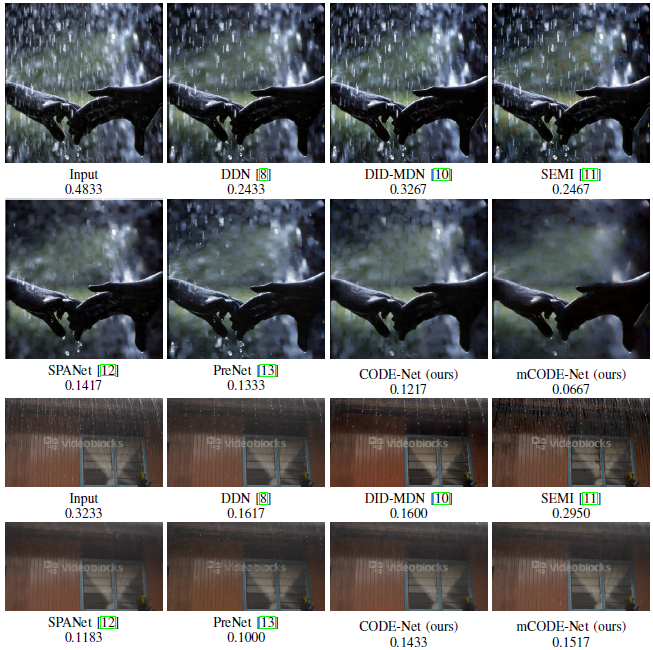 Input
0.4833
DDN [8]
0.2433
DID-MDN [10]
0.3267
SEMI [11]
0.2467
SPANet [12]
0.1417
PreNet [13]
0.1333
CODE-Net (ours)
0.1217
mCODE-Net (ours)
0.0667
videoblocks
videoblocks
videoblocks
videoblocks
Input
0.3233
DDN [8]
0.1617
DID-MDN [10]
0.1600
SEMI [11]
0.2950
videoblocks
videoblocks
videoblocks
videoblocks
SPANet [12]
0.1183
PreNet [13]
0.1000
CODE-Net (ours)
0.1433
mCODE-Net (ours)
0.1517